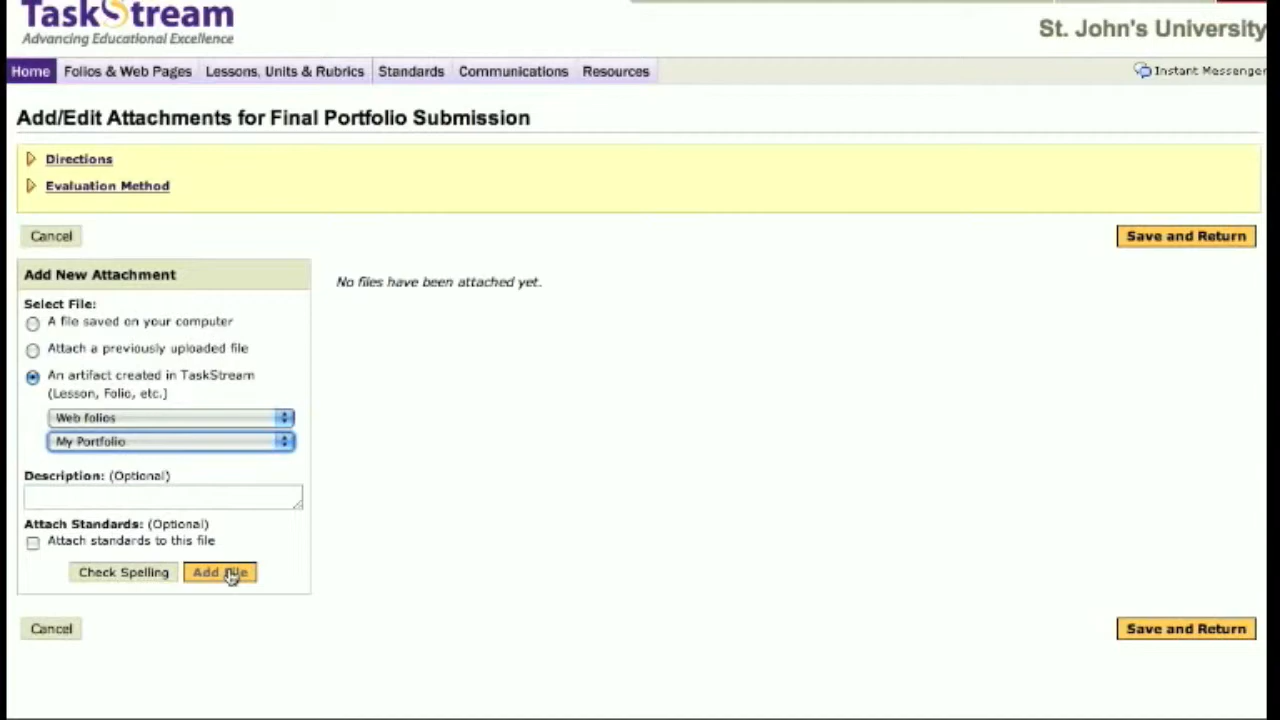 TaskStream
Advancing Educational Excellence
St. John's University
Home Folios & Web Pages Lessons, Units & Rubrics Standards Communications Resources Instant Messenger
Add/Edit Attachments for Final Portfolio Submission
Directions
Evaluation Method
Cancel Save and Return
Add New Attachment
No files have been attached yet.
Select File:
A file saved on your computer
Attach a previously uploaded file
An artifact created in TaskStream
(Lesson, Folio, etc.]
Web folios
My Portfolio
Description: (Optional)
Attach Standards: (Optional)
Attach standards to this file
Check Spelling Add File
Cancel Save and Return